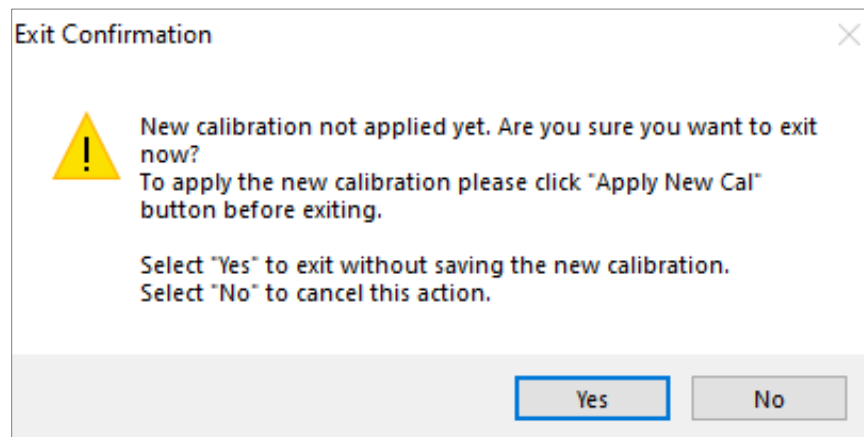 Exit Confirmation
New calibration not applied yet. Are you sure you want to exit
now?
To apply the new calibration please click "Apply New Cal"
button before exiting.
Select "Yes" to exit without saving the new calibration.
Select "No" to cancel this action.
Yes
No